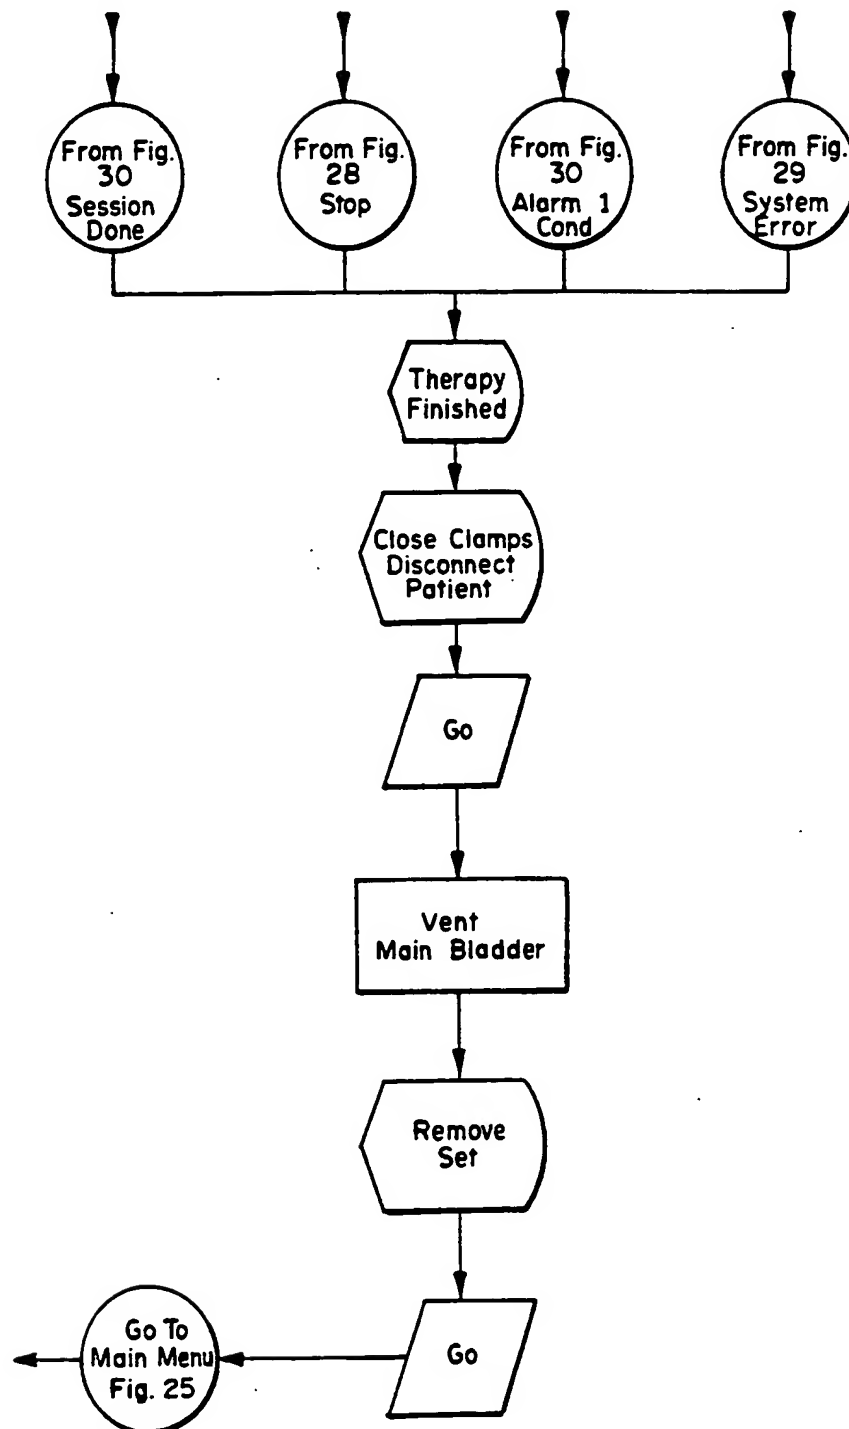 From Fig.
30
Session
Done
From Fig.
28
Stop
From Fig.
30
Alarm 1
Cond
From Fig.
29
System
Error
Therapy
Finished
Close Clamps
Disconnect
Patient
Go
Vent
Main Bladder
Remove
Set
Go
Go To
Main Menu
Fig. 25